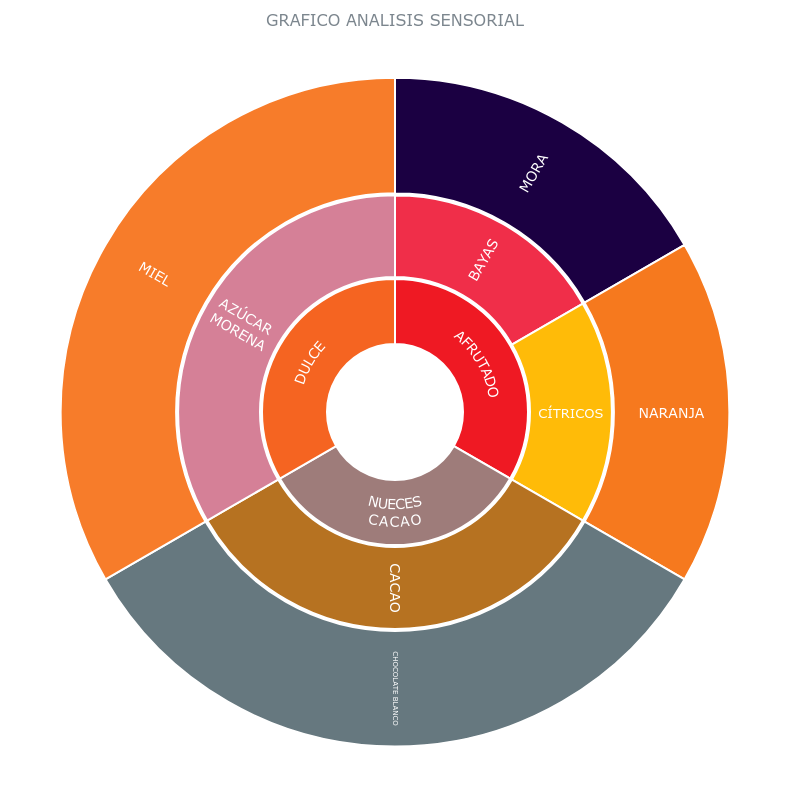 GRAFICO ANALISIS SENSORIAL
MORA
BAYAS
MIEL
AZÚCAR
MORENA
DULCE
AFRUTADO
CÍTRICOS
NARANJA
NUECES
CACAO
CACAO
CHOCOLATE BLANCO